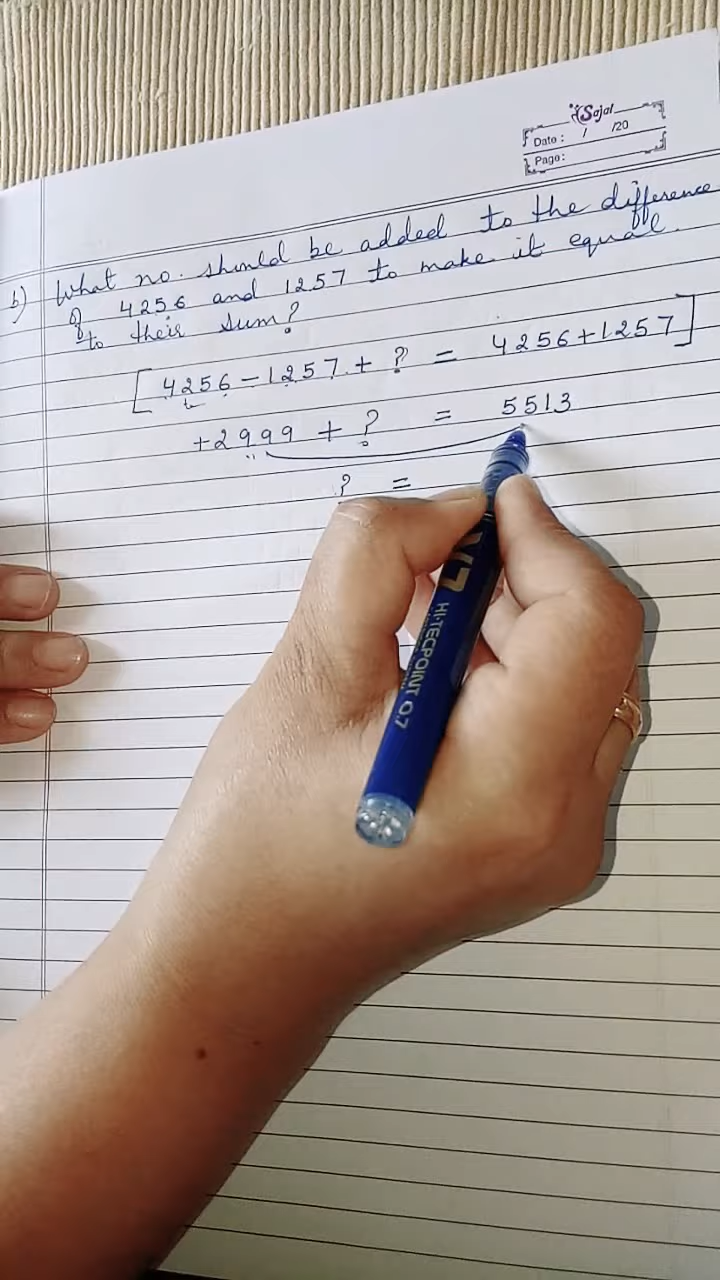 Sajal
Date : / /20
Page:
b) What no. should be added to the difference
of 4256 and 1257 to make it equal
to their sum?
[4256-1257+ ? = 4256+1257]
+2999 + ? = 5513
? =
V7
HI-TECPOINT 0.7